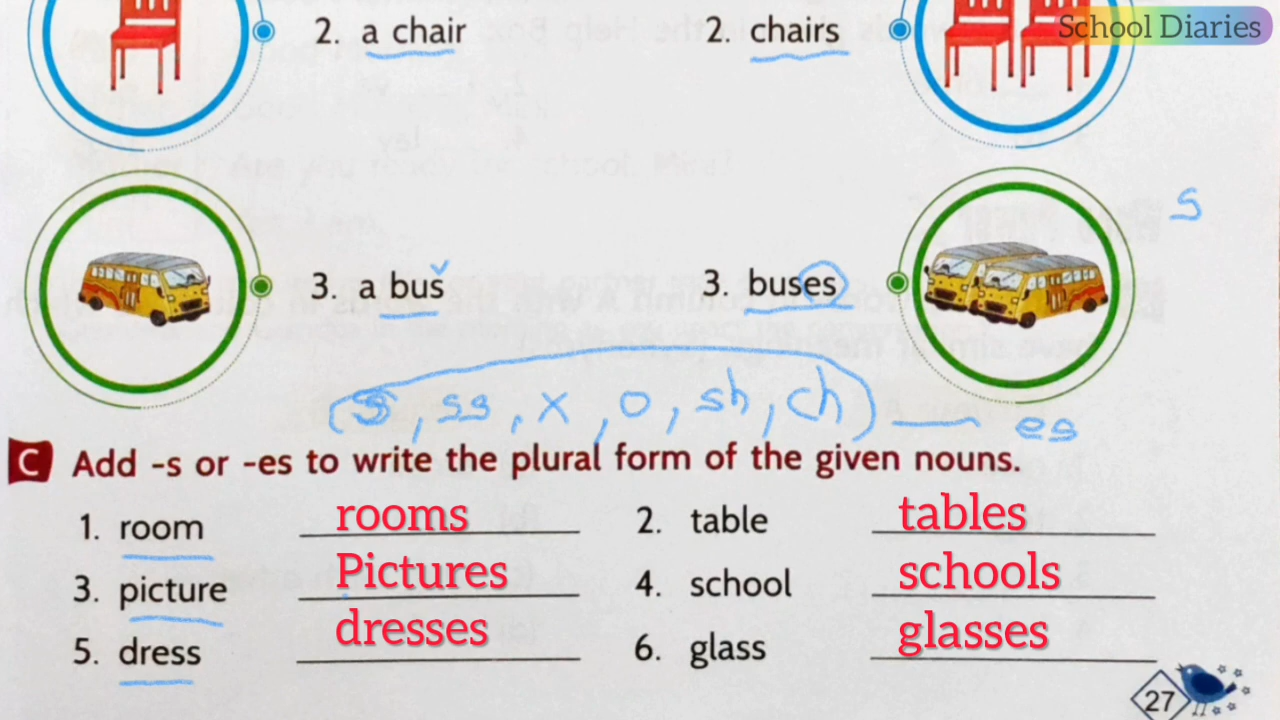 School Diaries
2. a chair 2. chairs
s
3. a bus 3. buses
(s, ss, x, o, sh, ch) — es
C Add -s or -es to write the plural form of the given nouns.
1. room rooms 2. table tables
3. picture Pictures 4. school schools
5. dress dresses 6. glass glasses
27